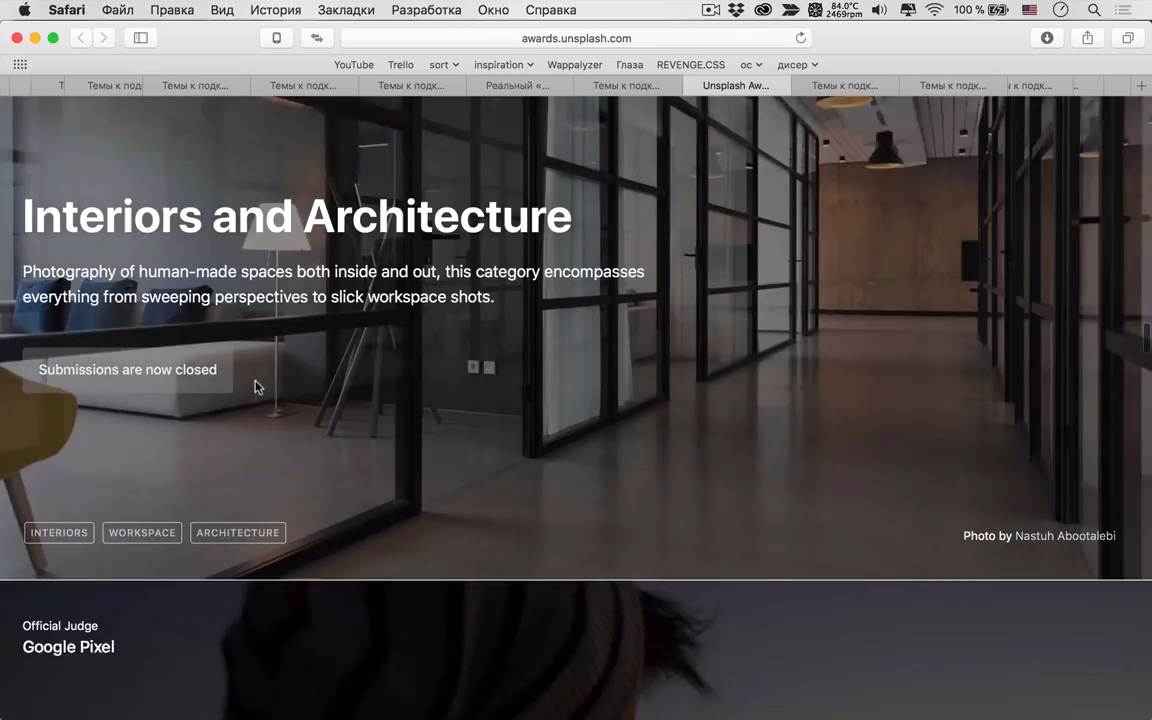 Safari Файл Правка Вид История Закладки Разработка Окно Справка 84.0°C 2469rpm 100 %
awards.unsplash.com
YouTube Trello sort inspiration Wappalyzer Глаза REVENGE.CSS ос дисер
Т Темы к под Темы к подк... Темы к подк... Темы к подк... Реальный «... Темы к подк... Unsplash Aw... Темы к подк... Темы к подк... к подк...
Interiors and Architecture
Photography of human-made spaces both inside and out, this category encompasses
everything from sweeping perspectives to slick workspace shots.
Submissions are now closed
INTERIORS WORKSPACE ARCHITECTURE
Photo by Nastuh Abootalebi
Official Judge
Google Pixel